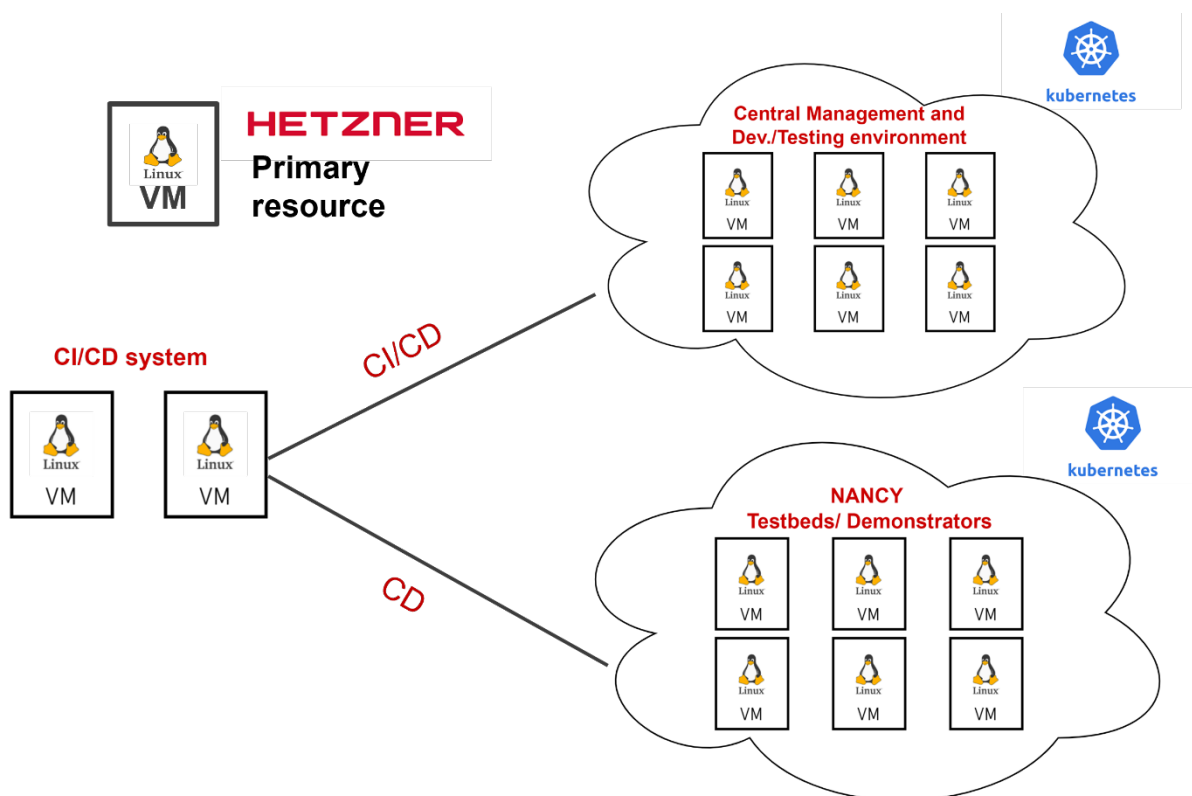 HETZNER
Primary
resource
Linux
VM
kubernetes
Central Management and
Dev./Testing environment
Linux
VM
Linux
VM
Linux
VM
Linux
VM
Linux
VM
Linux
VM
CI/CD system
Linux
VM
Linux
VM
CI/CD
CD
kubernetes
NANCY
Testbeds/ Demonstrators
Linux
VM
Linux
VM
Linux
VM
Linux
VM
Linux
VM
Linux
VM